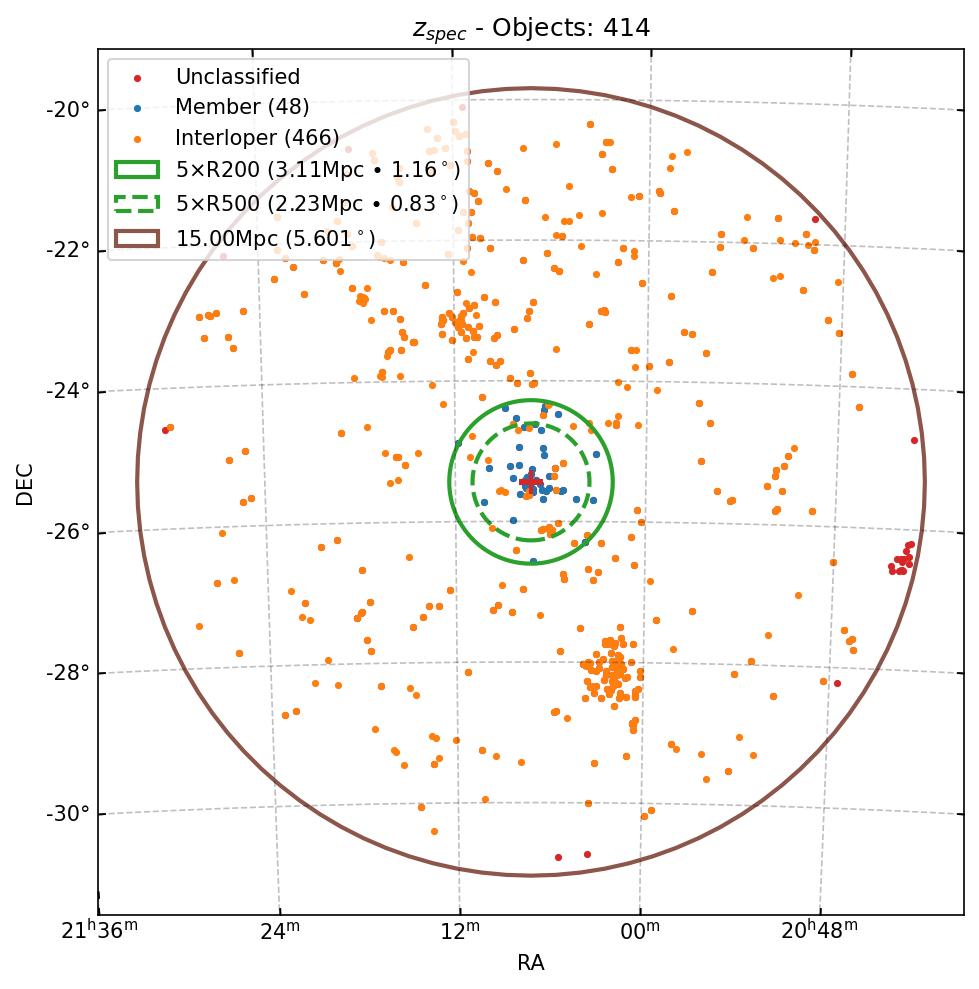 z_spec - Objects: 414
Unclassified
Member (48)
Interloper (466)
5×R200 (3.11Mpc • 1.16°)
5×R500 (2.23Mpc • 0.83°)
15.00Mpc (5.601°)
-20°
-22°
-24°
-26°
-28°
-30°
DEC
21ʰ36ᵐ 24ᵐ 12ᵐ 00ᵐ 20ʰ48ᵐ
RA